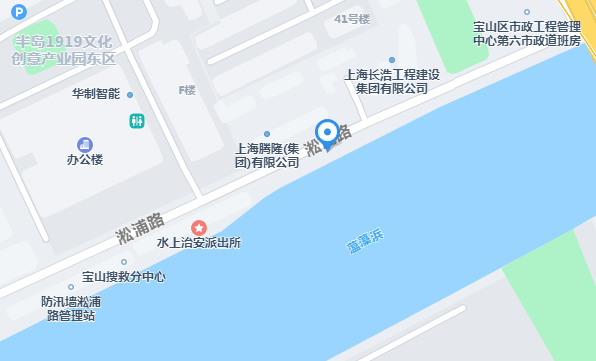 P
41号楼
宝山区市政工程管理
中心第六市政道班房
半岛1919文化
创意产业园东区
上海长浩工程建设
集团有限公司
华制智能
F楼
办公楼
上海腾隆(集
团)有限公司
淞浦路
淞浦路
水上治安派出所
蕰藻浜
宝山搜救分中心
防汛墙淞浦
路管理站